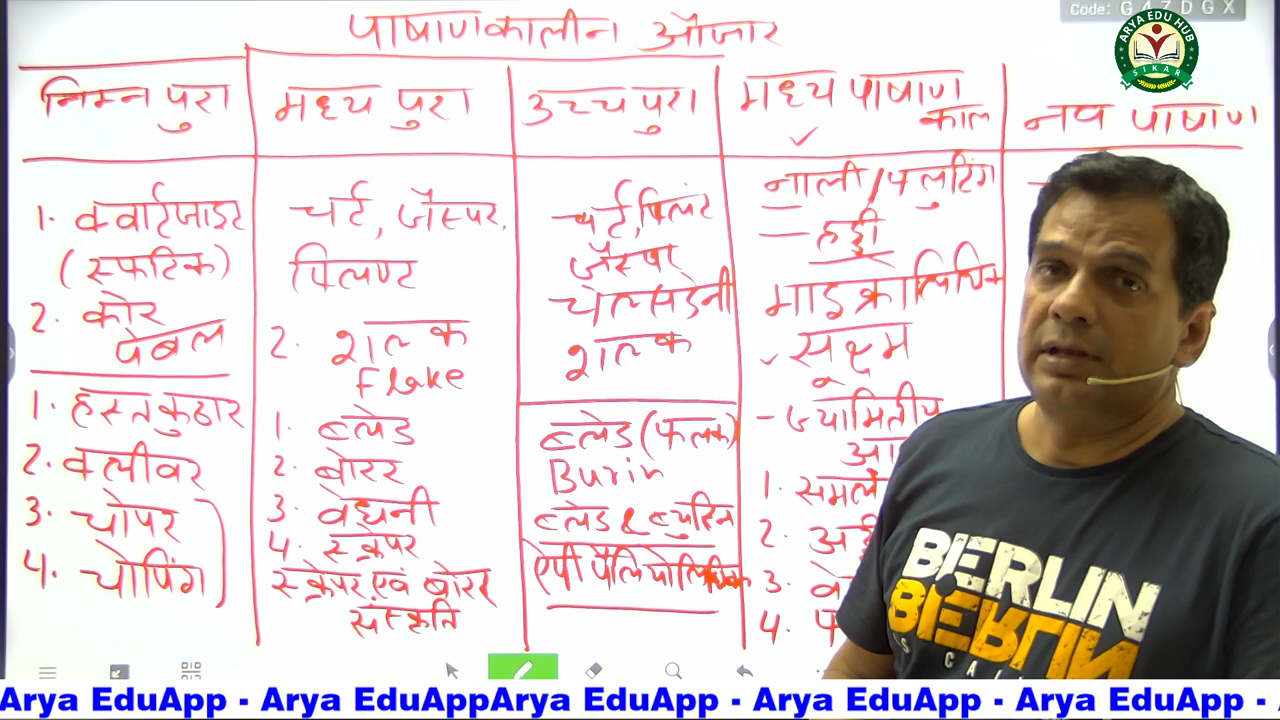 Code: G 4 Z D G X
ARYA EDU HUB
SIKAR
पाषाणकालीन औजार
निम्न पुरा
1. क्वार्टजाइट
(स्फटिक)
2. कोर
पेबल
1. हस्तकुठार
2. क्लीवर
3. चोपर
4. चोपिंग
मध्य पुरा
चर्ट, जैस्पर,
फ्लिण्ट
2. शल्क
Flake
1. ब्लेड
2. बोरर
3. वेधनी
4. स्क्रेपर
स्क्रेपर एवं बोरर
संस्कृति
उच्च पुरा
चर्ट, फ्लिंट
जैस्पर
शल्क
ब्लेड (फलक)
Burin
ब्लेड & ब्युरिन
मध्य पाषाण
काल
नाली / फ्लुटिंग
हड्डी
माइक्रोलिथिक
सूक्ष्म
- ज्यामितीय
1.
2.
3.
4.
नव पाषाण
BERLIN
BERLIN
Arya EduApp - Arya EduAppArya EduApp - Arya EduApp - Arya EduApp -